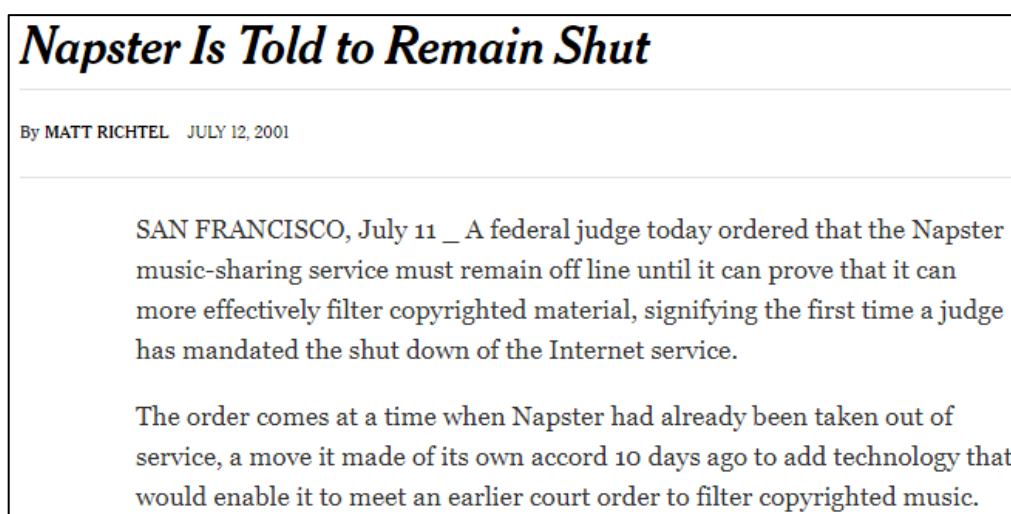 Napster Is Told to Remain Shut
By MATT RICHTEL JULY 12, 2001
SAN FRANCISCO, July 11 _ A federal judge today ordered that the Napster
music-sharing service must remain off line until it can prove that it can
more effectively filter copyrighted material, signifying the first time a judge
has mandated the shut down of the Internet service.
The order comes at a time when Napster had already been taken out of
service, a move it made of its own accord 10 days ago to add technology that
would enable it to meet an earlier court order to filter copyrighted music.